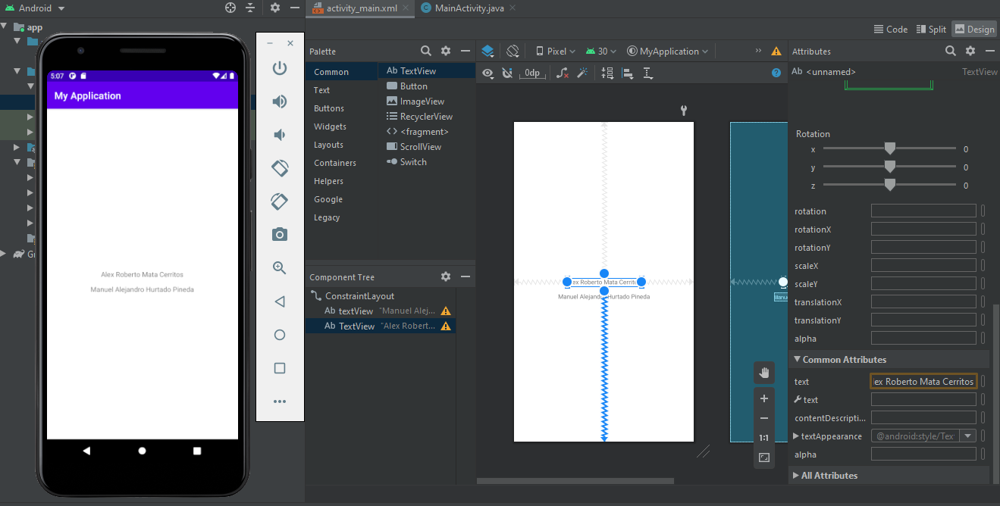 Android
activity_main.xml
MainActivity.java
app
Code
Split
Design
Palette
Pixel
30
MyApplication
Attributes
Common
Text
Buttons
Widgets
Layouts
Containers
Helpers
Google
Legacy
Ab TextView
Button
ImageView
RecyclerView
<fragment>
ScrollView
Switch
0dp
Ab <unnamed>
TextView
5:07
My Application
Alex Roberto Mata Cerritos
Manuel Alejandro Hurtado Pineda
Gr
Component Tree
ConstraintLayout
Ab textView "Manuel Alej...
Ab TextView "Alex Robert...
ex Roberto Mata Cerrit
Manuel Alejandro Hurtado Pineda
Manu
1:1
Rotation
x 0
y 0
z 0
rotation
rotationX
rotationY
scaleX
scaleY
translationX
translationY
alpha
Common Attributes
text ex Roberto Mata Cerritos
text
contentDescripti...
textAppearance @android:style/Tex
alpha
All Attributes